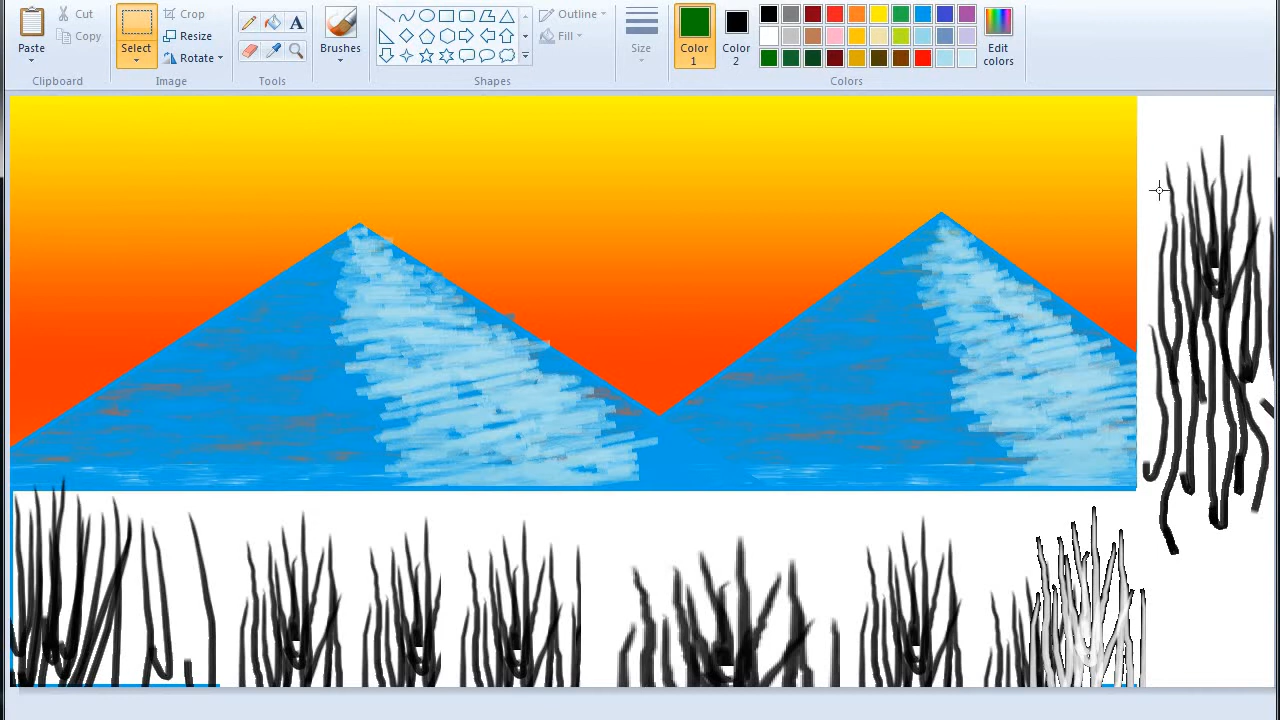 Cut
Crop
Outline
Copy
Resize
Fill
Paste
Select
Rotate
Brushes
A
Size
Color
1
Color
2
Edit
colors
Clipboard
Image
Tools
Shapes
Colors